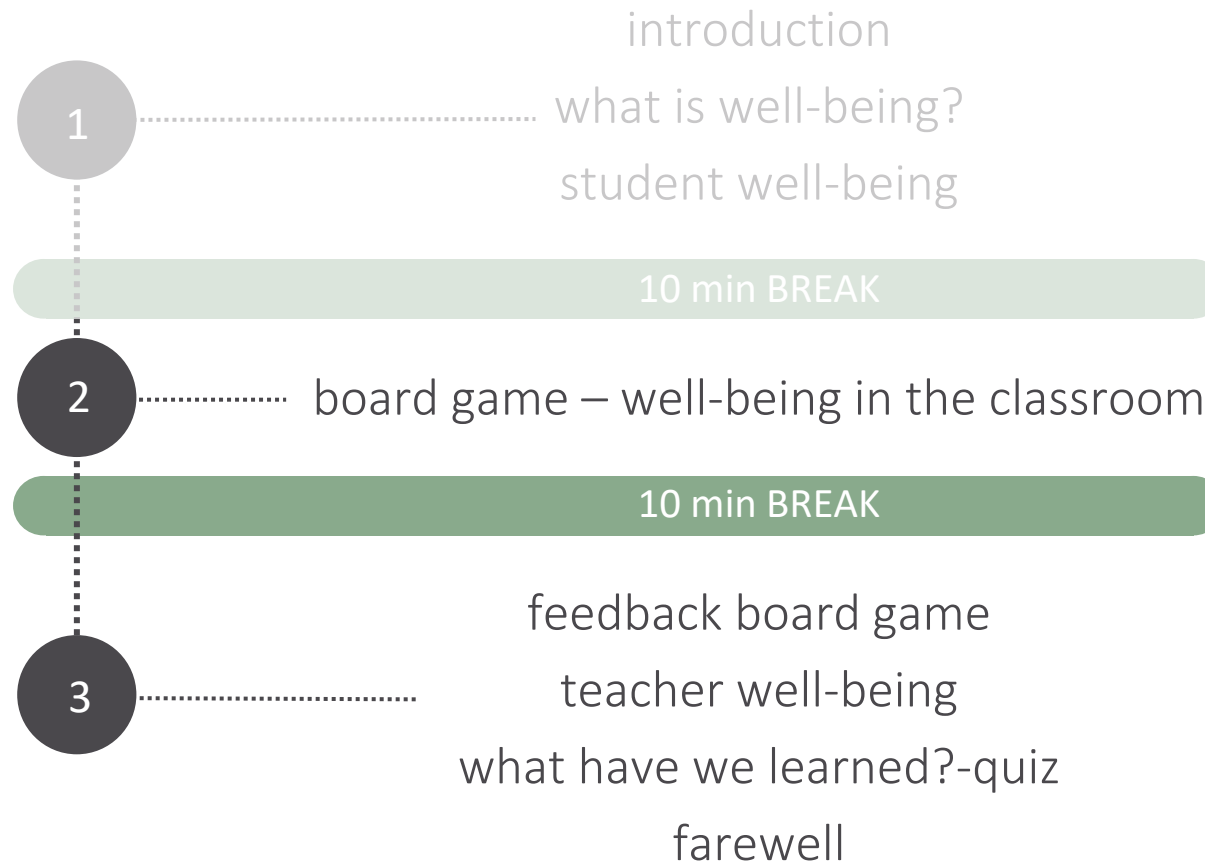 introduction
1
what is well-being?
student well-being
10 min BREAK
2
board game – well-being in the classroom
10 min BREAK
feedback board game
3
teacher well-being
what have we learned?-quiz
farewell